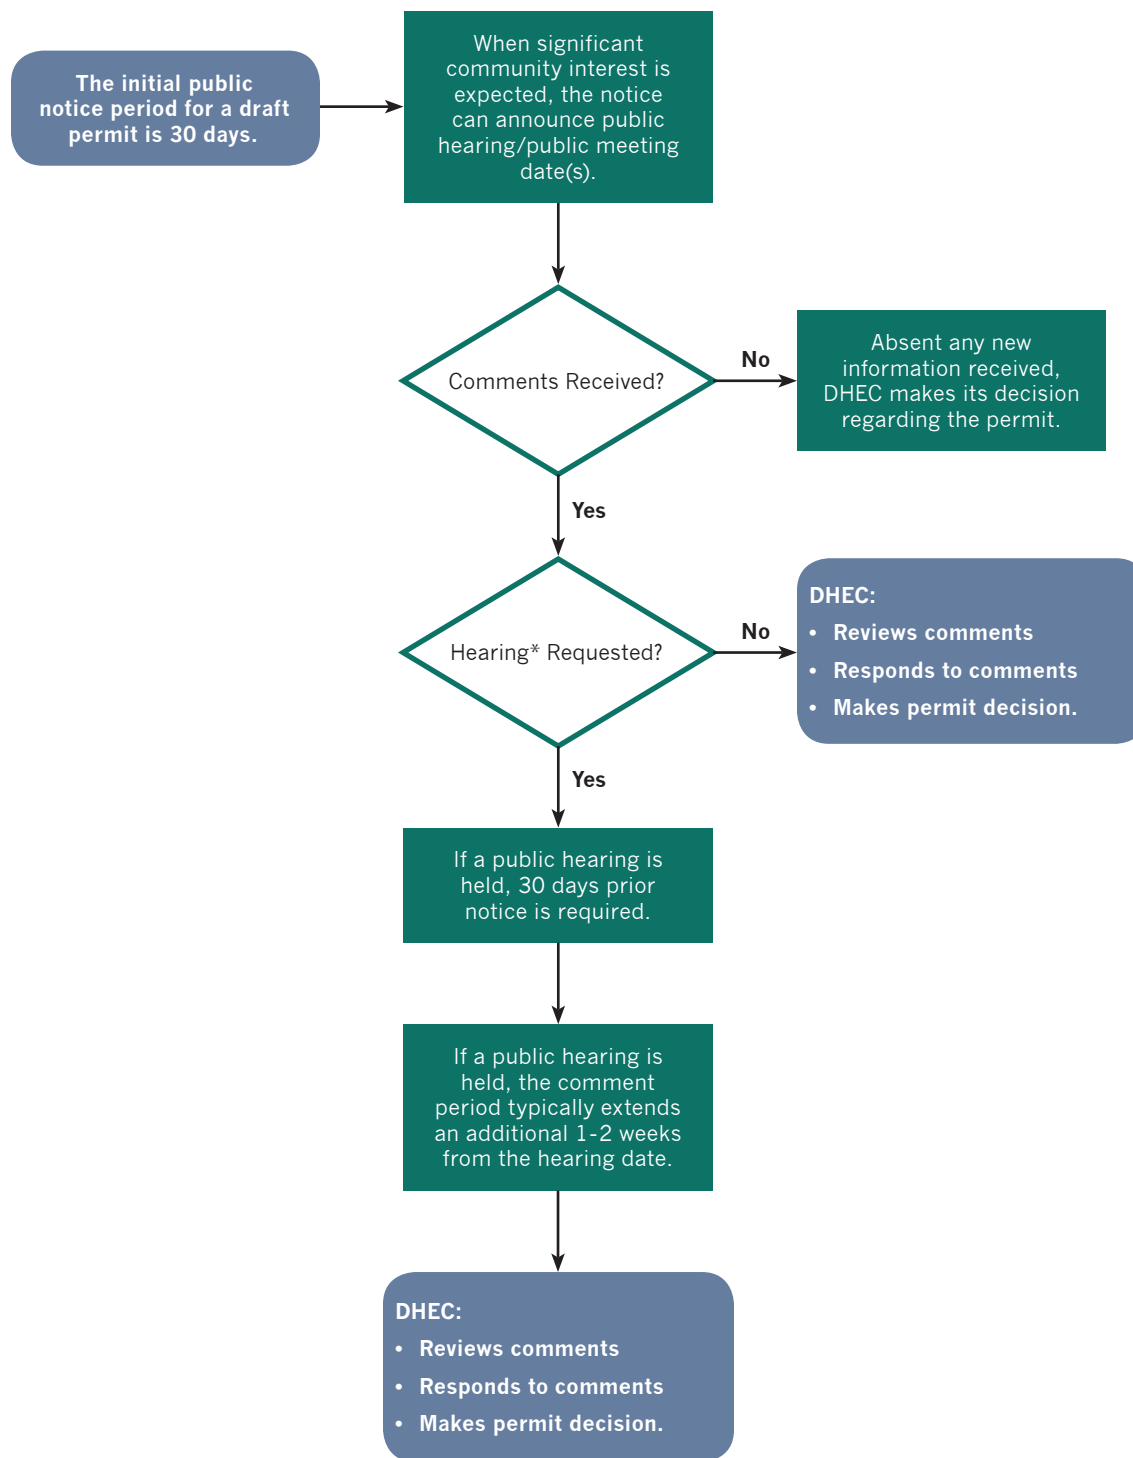 The initial public
notice period for a draft
permit is 30 days.
When significant
community interest is
expected, the notice
can announce public
hearing/public meeting
date(s).
Comments Received?
No
Absent any new
information received,
DHEC makes its decision
regarding the permit.
Yes
Hearing* Requested?
No
DHEC:
• Reviews comments
• Responds to comments
• Makes permit decision.
Yes
If a public hearing is
held, 30 days prior
notice is required.
If a public hearing is
held, the comment
period typically extends
an additional 1-2 weeks
from the hearing date.
DHEC:
• Reviews comments
• Responds to comments
• Makes permit decision.